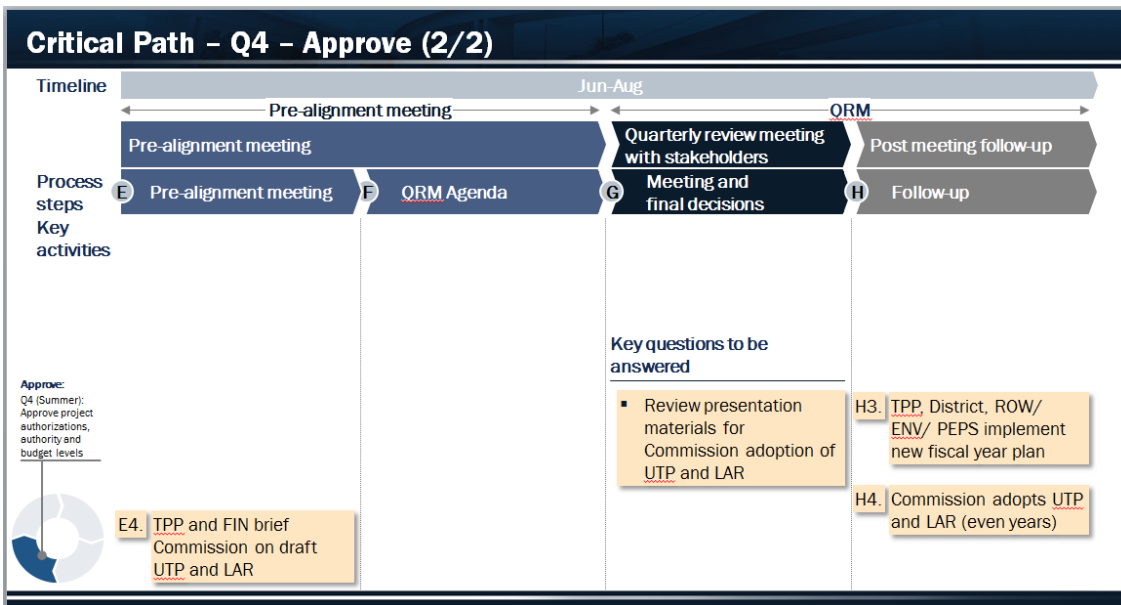 Critical Path – Q4 – Approve (2/2)
Timeline
Jun-Aug
Pre-alignment meeting
QRM
Pre-alignment meeting
Quarterly review meeting
with stakeholders
Post meeting follow-up
Process
steps
E
Pre-alignment meeting
F
QRM Agenda
G
Meeting and
final decisions
H
Follow-up
Key
activities
Key questions to be
answered
▪ Review presentation
materials for
Commission adoption of
UTP and LAR
H3. TPP, District, ROW/
ENV/ PEPS implement
new fiscal year plan
H4. Commission adopts UTP
and LAR (even years)
Approve:
Q4 (Summer):
Approve project
authorizations,
authority and
budget levels
E4. TPP and FIN brief
Commission on draft
UTP and LAR